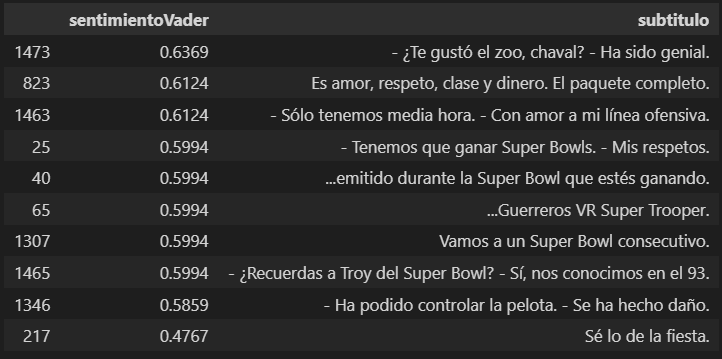 sentimientoVader subtitulo
1473 0.6369 - ¿Te gustó el zoo, chaval? - Ha sido genial.
823 0.6124 Es amor, respeto, clase y dinero. El paquete completo.
1463 0.6124 - Sólo tenemos media hora. - Con amor a mi línea ofensiva.
25 0.5994 - Tenemos que ganar Super Bowls. - Mis respetos.
40 0.5994 ...emitido durante la Super Bowl que estés ganando.
65 0.5994 ...Guerreros VR Super Trooper.
1307 0.5994 Vamos a un Super Bowl consecutivo.
1465 0.5994 - ¿Recuerdas a Troy del Super Bowl? - Sí, nos conocimos en el 93.
1346 0.5859 - Ha podido controlar la pelota. - Se ha hecho daño.
217 0.4767 Sé lo de la fiesta.